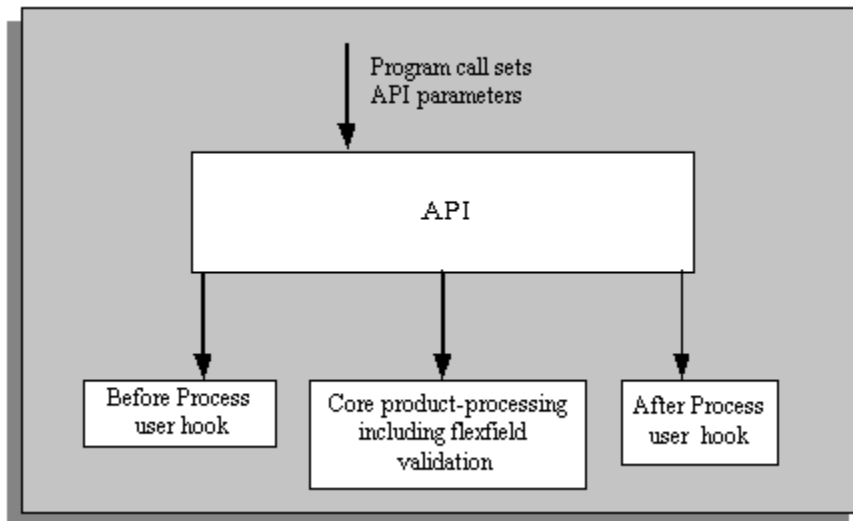 Program call sets
API parameters
API
Before Process
user hook
Core product-processing
including flexfield
validation
After Process
user hook